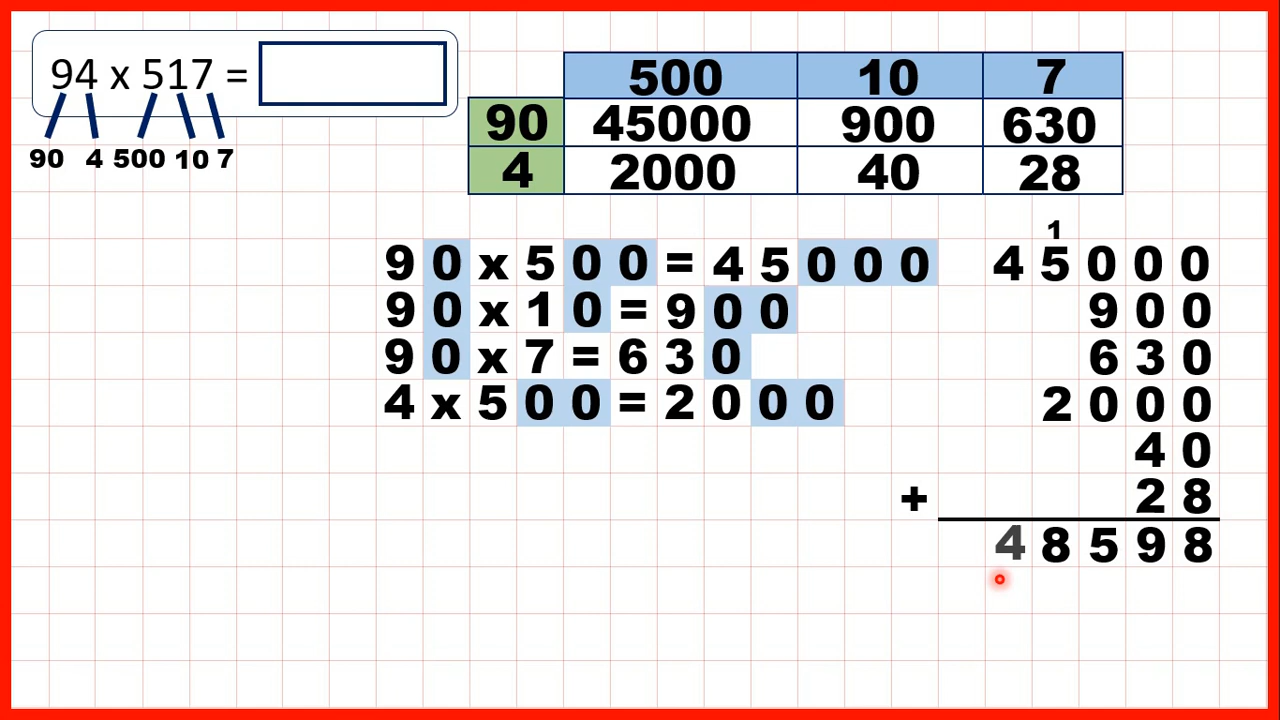 94 x 517 =
90 4 500 10 7
500 10 7
90 45000 900 630
4 2000 40 28
1
90 x 500 = 45000
90 x 10 = 900
90 x 7 = 630
4 x 500 = 2000
45000
900
630
2000
40
+ 28
48598